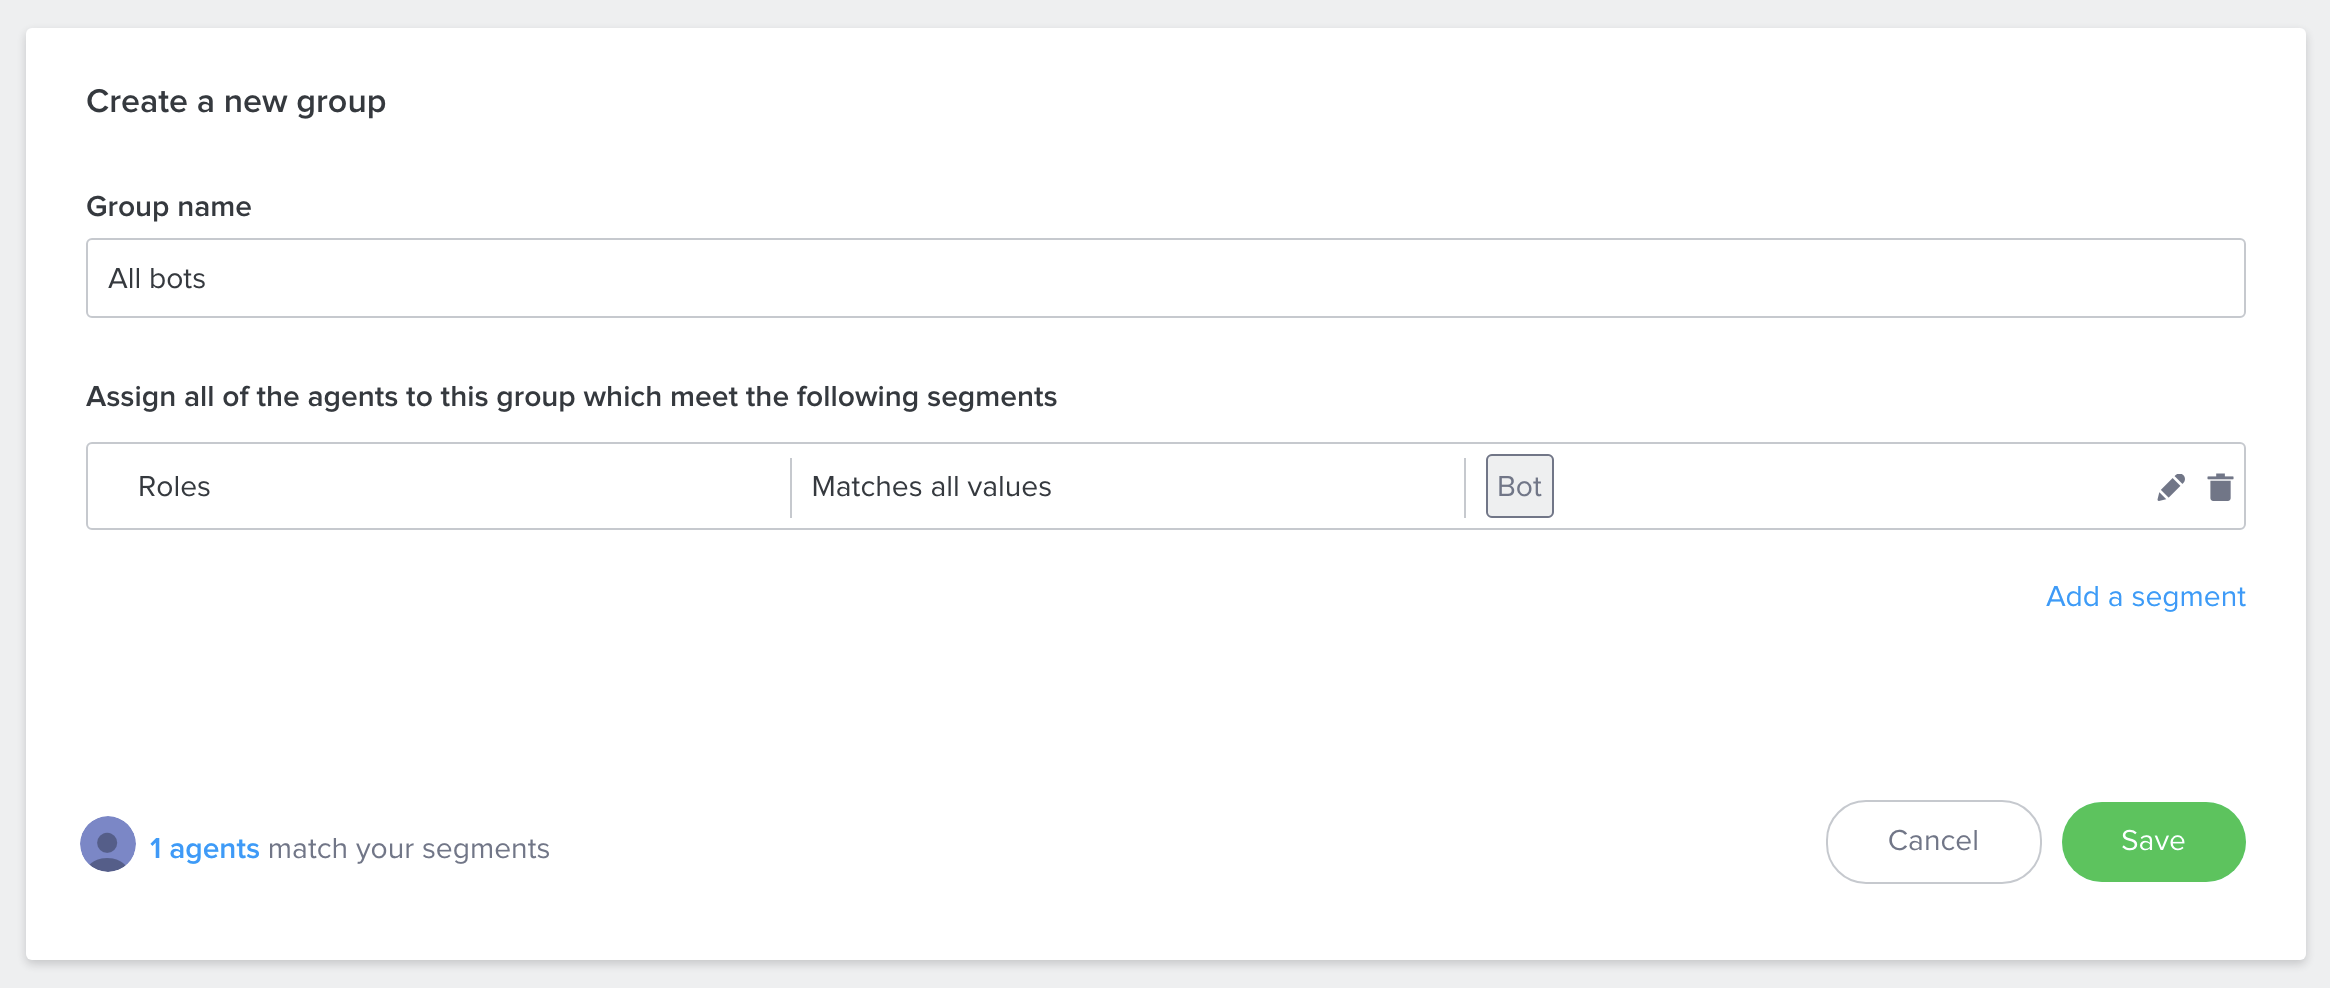 Create a new group
Group name
All bots
Assign all of the agents to this group which meet the following segments
Roles
Matches all values
Bot
Add a segment
1 agents match your segments
Cancel
Save